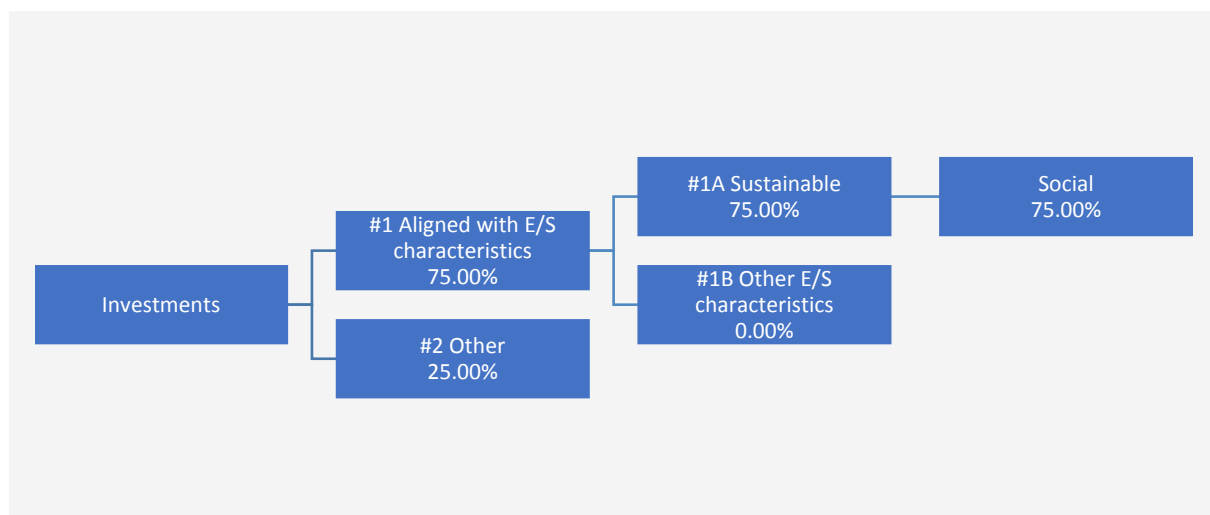 Investments
#1 Aligned with E/S
characteristics
75.00%
#2 Other
25.00%
#1A Sustainable
75.00%
#1B Other E/S
characteristics
0.00%
Social
75.00%